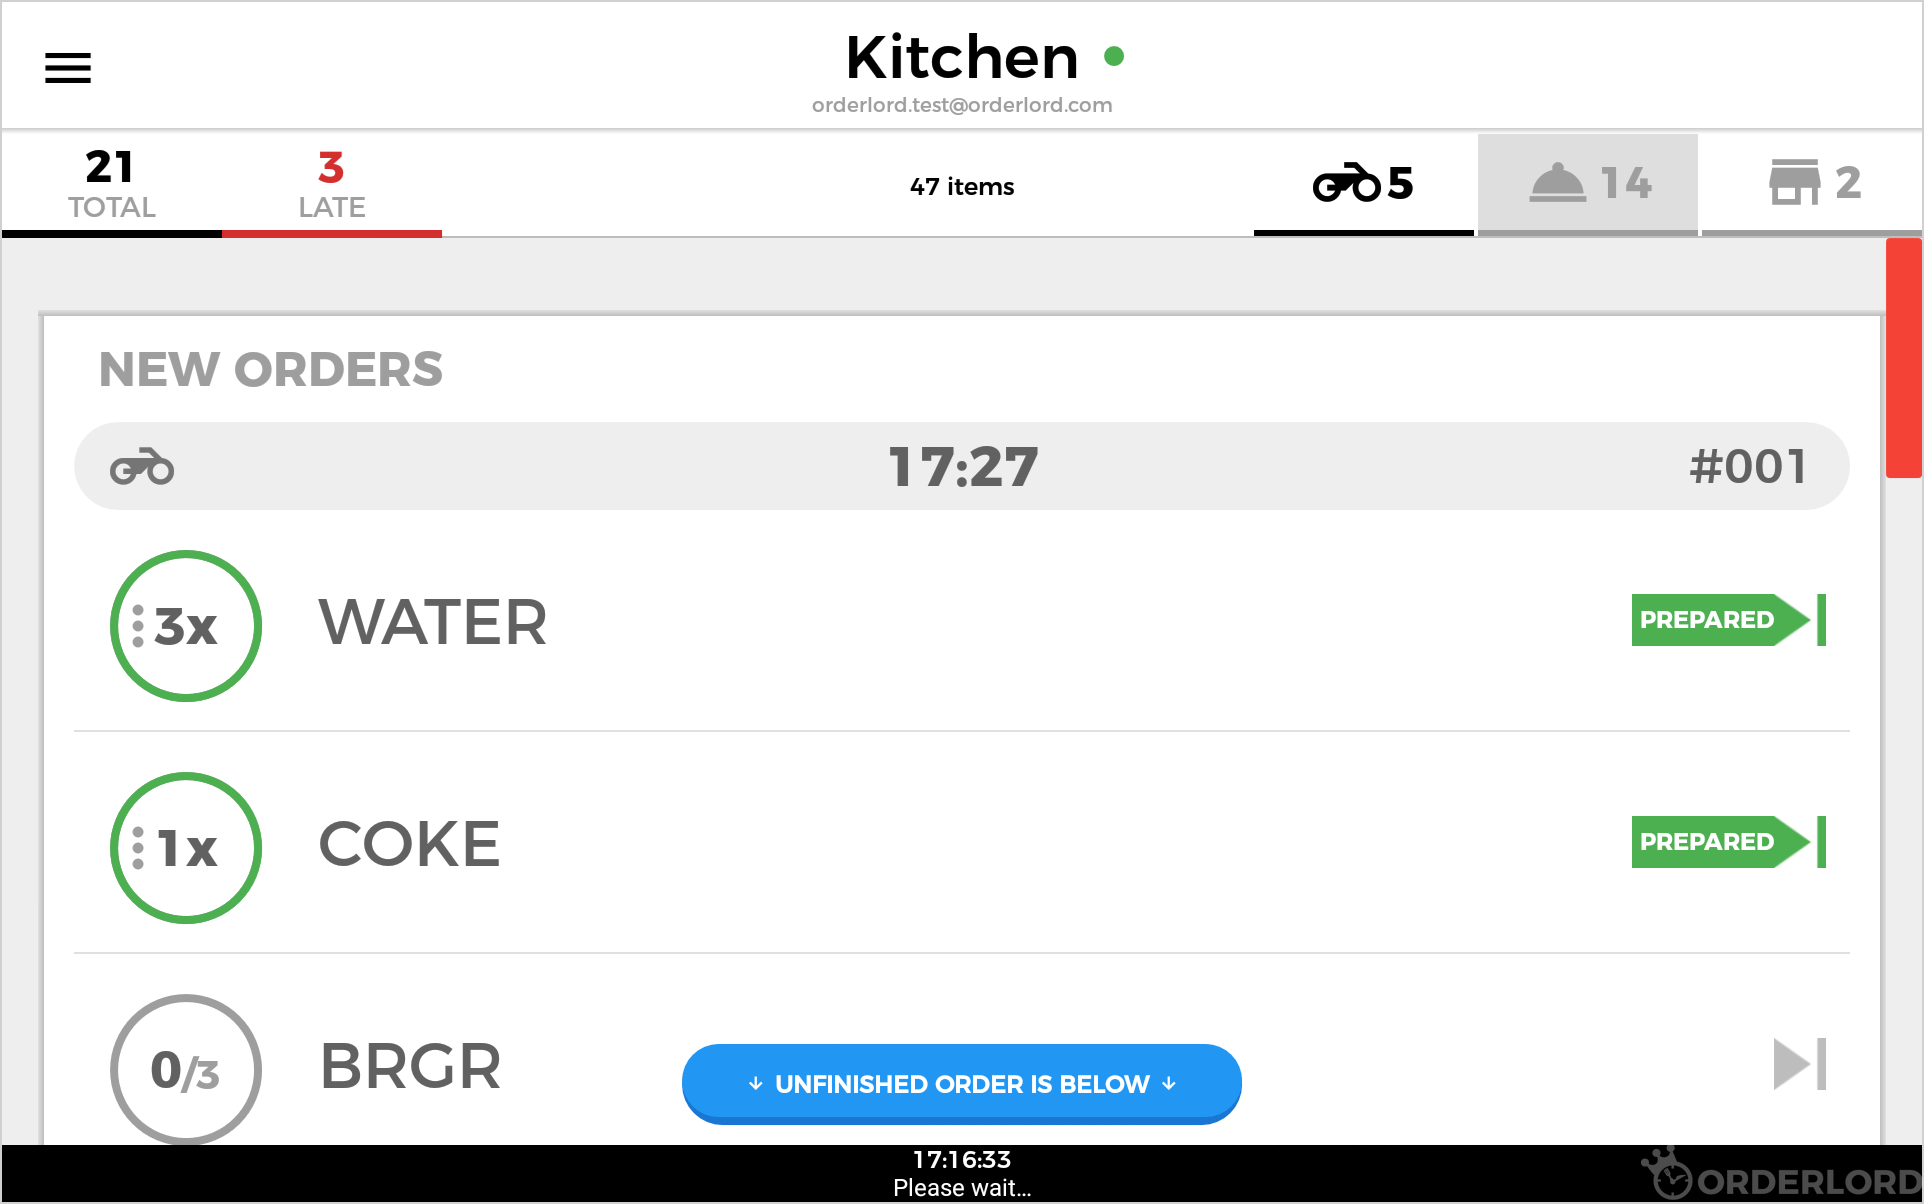 Kitchen
orderlord.test@orderlord.com
21
TOTAL
3
LATE
47 items
5
14
2
NEW ORDERS
17:27
#001
3x
WATER
PREPARED
1x
COKE
PREPARED
0/3
BRGR
↓ UNFINISHED ORDER IS BELOW ↓
17:16:33
Please wait...
ORDERLORD